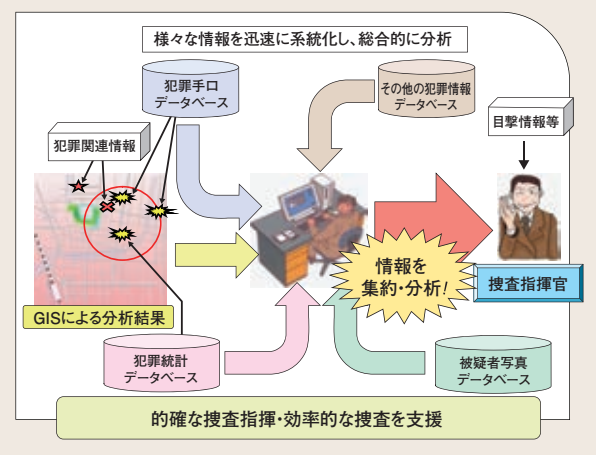 様々な情報を迅速に系統化し、総合的に分析
犯罪手口
データベース
その他の犯罪情報
データベース
目撃情報等
犯罪関連情報
情報を
集約・分析!
捜査指揮官
GISによる分析結果
犯罪統計
データベース
被疑者写真
データベース
的確な捜査指揮・効率的な捜査を支援